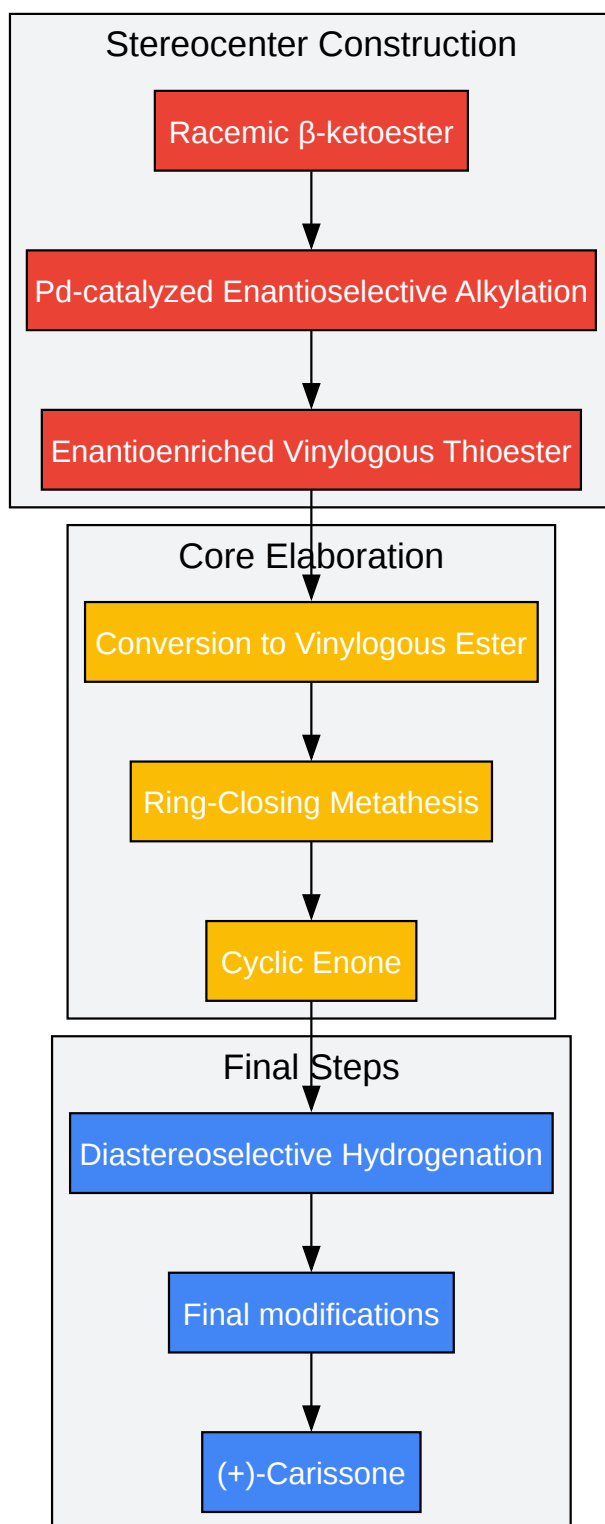 Stereocenter Construction
Racemic β-ketoester
Pd-catalyzed Enantioselective Alkylation
Enantioenriched Vinylogous Thioester
Core Elaboration
Conversion to Vinylogous Ester
Ring-Closing Metathesis
Cyclic Enone
Final Steps
Diastereoselective Hydrogenation
Final modifications
(+)-Carissone